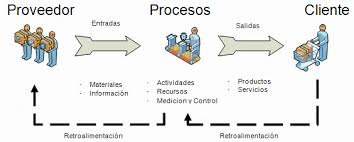 Proveedor
Procesos
Cliente
Entradas
Salidas
· Materiales
· Información
· Actividades
· Recursos
· Medicion y Control
· Productos
· Servicios
Retroalimentación
Retroalimentación